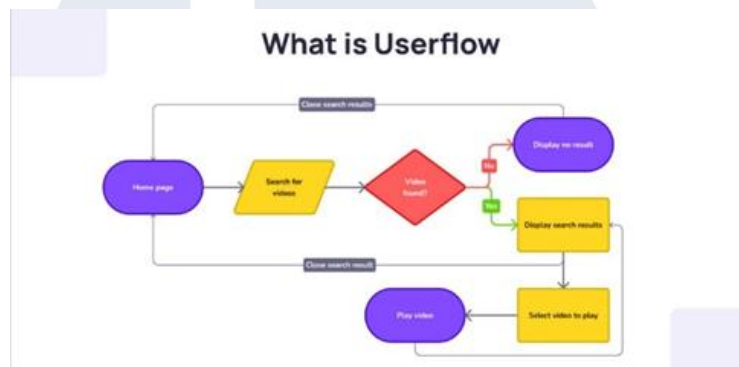 What is Userflow
Close search results
Display no result
No
Home page
Search for
videos
Video
found?
Yes
Display search results
Close search result
Play video
Select video to play